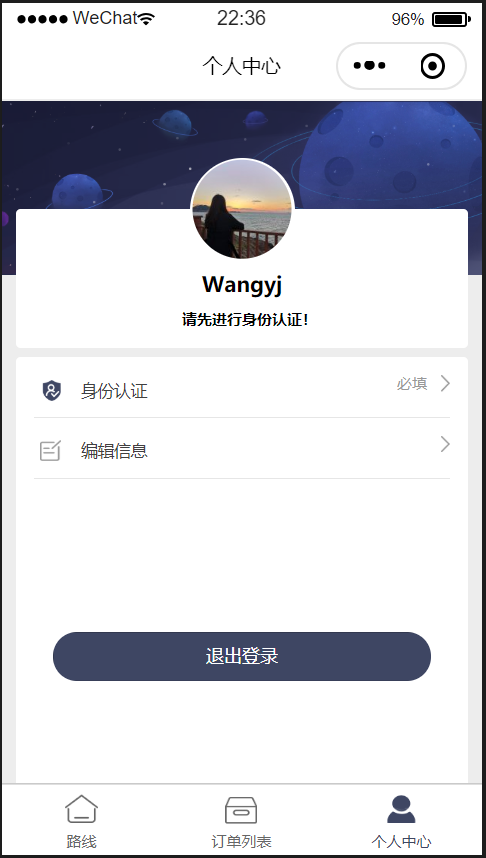 WeChat 22:36 96%
个人中心
Wangyj
请先进行身份认证!
身份认证 必填
编辑信息
退出登录
路线 订单列表 个人中心